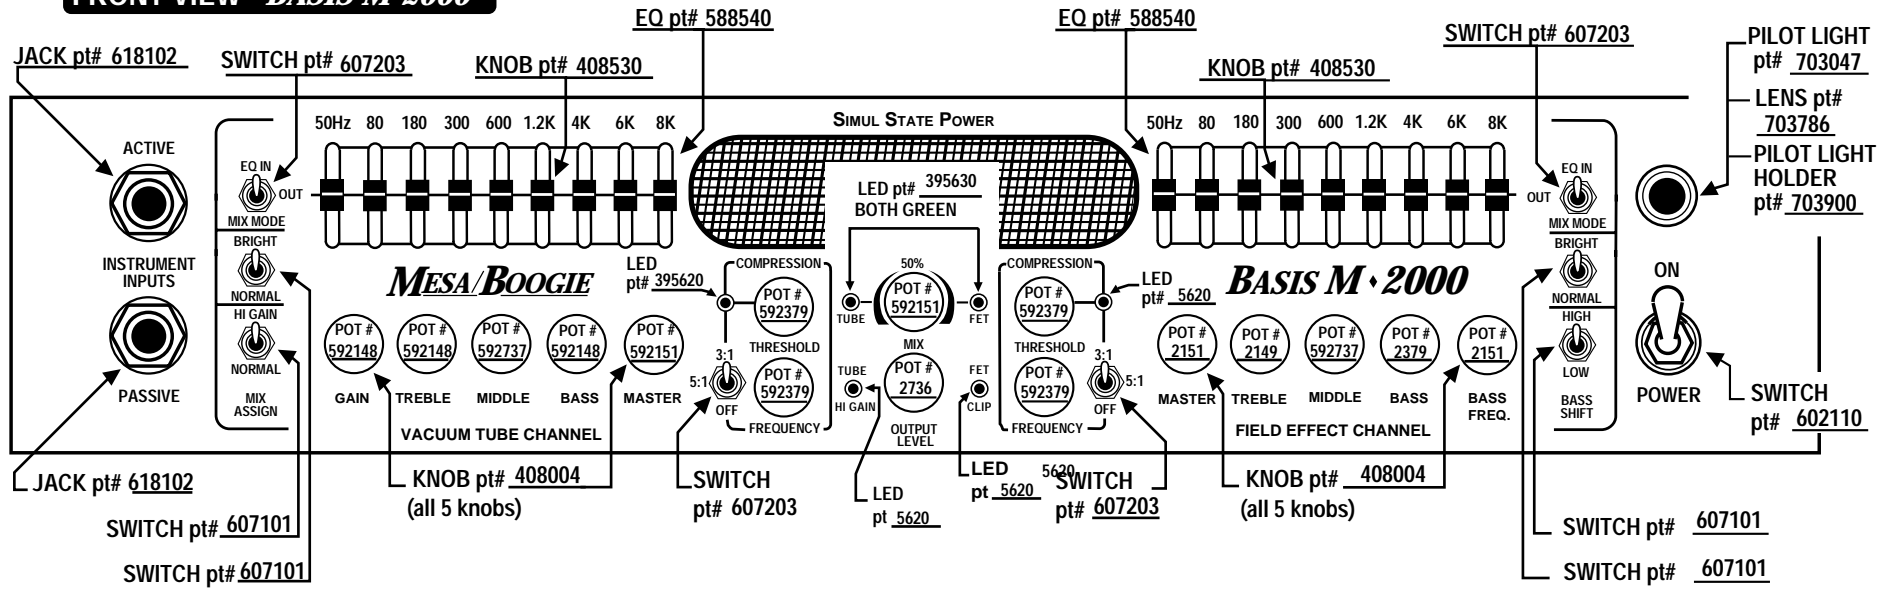 FRONT VIEW BASIS M•2000
EQ pt# 588540
EQ pt# 588540
JACK pt# 618102
SWITCH pt# 607203
KNOB pt# 408530
KNOB pt# 408530
SWITCH pt# 607203
PILOT LIGHT
pt# 703047
LENS pt#
703786
PILOT LIGHT
HOLDER
pt# 703900
50Hz 80 180 300 600 1.2K 4K 6K 8K
SIMUL STATE POWER
50Hz 80 180 300 600 1.2K 4K 6K 8K
ACTIVE
INSTRUMENT
INPUTS
PASSIVE
EQ IN
OUT
MIX MODE
BRIGHT
NORMAL
HI GAIN
NORMAL
MIX
ASSIGN
LED pt# 395630
BOTH GREEN
MESA/BOOGIE
LED
pt# 395620
COMPRESSION
POT #
592379
THRESHOLD
3:1
5:1
OFF
POT #
592379
FREQUENCY
50%
POT #
592151
TUBE
FET
MIX
TUBE
HI GAIN
POT #
2736
OUTPUT
LEVEL
FET
CLIP
COMPRESSION
POT #
592379
THRESHOLD
3:1
5:1
OFF
POT #
592379
FREQUENCY
LED
pt# 5620
BASIS M♦2000
POT #
592148
POT #
592148
POT #
592737
POT #
592148
POT #
592151
GAIN TREBLE MIDDLE BASS MASTER
VACUUM TUBE CHANNEL
POT #
2151
POT #
2149
POT #
592737
POT #
2379
POT #
2151
MASTER TREBLE MIDDLE BASS BASS
FREQ.
FIELD EFFECT CHANNEL
EQ IN
OUT
MIX MODE
BRIGHT
NORMAL
HIGH
LOW
BASS
SHIFT
ON
POWER
SWITCH
pt# 602110
JACK pt# 618102
SWITCH pt# 607101
SWITCH pt# 607101
KNOB pt# 408004
(all 5 knobs)
SWITCH
pt# 607203
LED
pt 5620
LED 5620
pt 5620
SWITCH
pt# 607203
KNOB pt# 408004
(all 5 knobs)
SWITCH pt# 607101
SWITCH pt# 607101